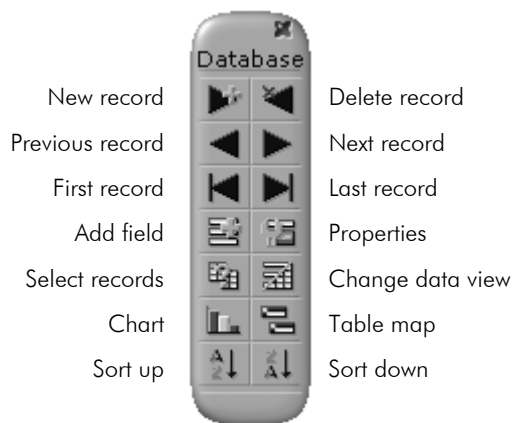 Database
New record Delete record
Previous record Next record
First record Last record
Add field Properties
Select records Change data view
Chart Table map
Sort up A Z Z A Sort down